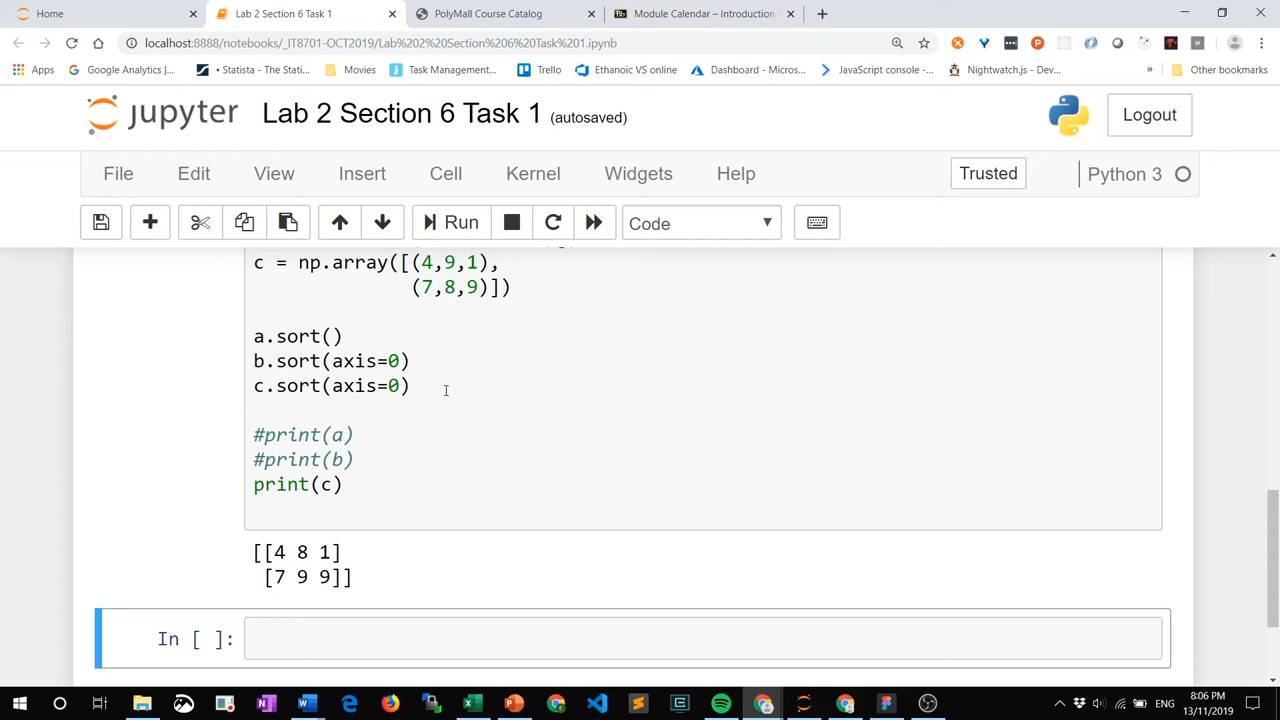 Home
Lab 2 Section 6 Task 1
PolyMall Course Catalog
Module Calendar – Introduction
localhost:8888/notebooks/_IT8701-OCT2019/Lab%202%20Section%206%20Task%201.ipynb
Apps
Google Analytics |...
• Statista - The Stati...
Movies
Task Management...
Trello
Ethanoic VS online
Dashboard - Micros...
JavaScript console -...
Nightwatch.js - Dev...
»
Other bookmarks
jupyter Lab 2 Section 6 Task 1 (autosaved)
Logout
File Edit View Insert Cell Kernel Widgets Help
Trusted
Python 3
Run
Code
c = np.array([(4,9,1),
(7,8,9)])
a.sort()
b.sort(axis=0)
c.sort(axis=0)
#print(a)
#print(b)
print(c)
[[4 8 1]
[7 9 9]]
In [ ]:
ENG
8:06 PM
13/11/2019